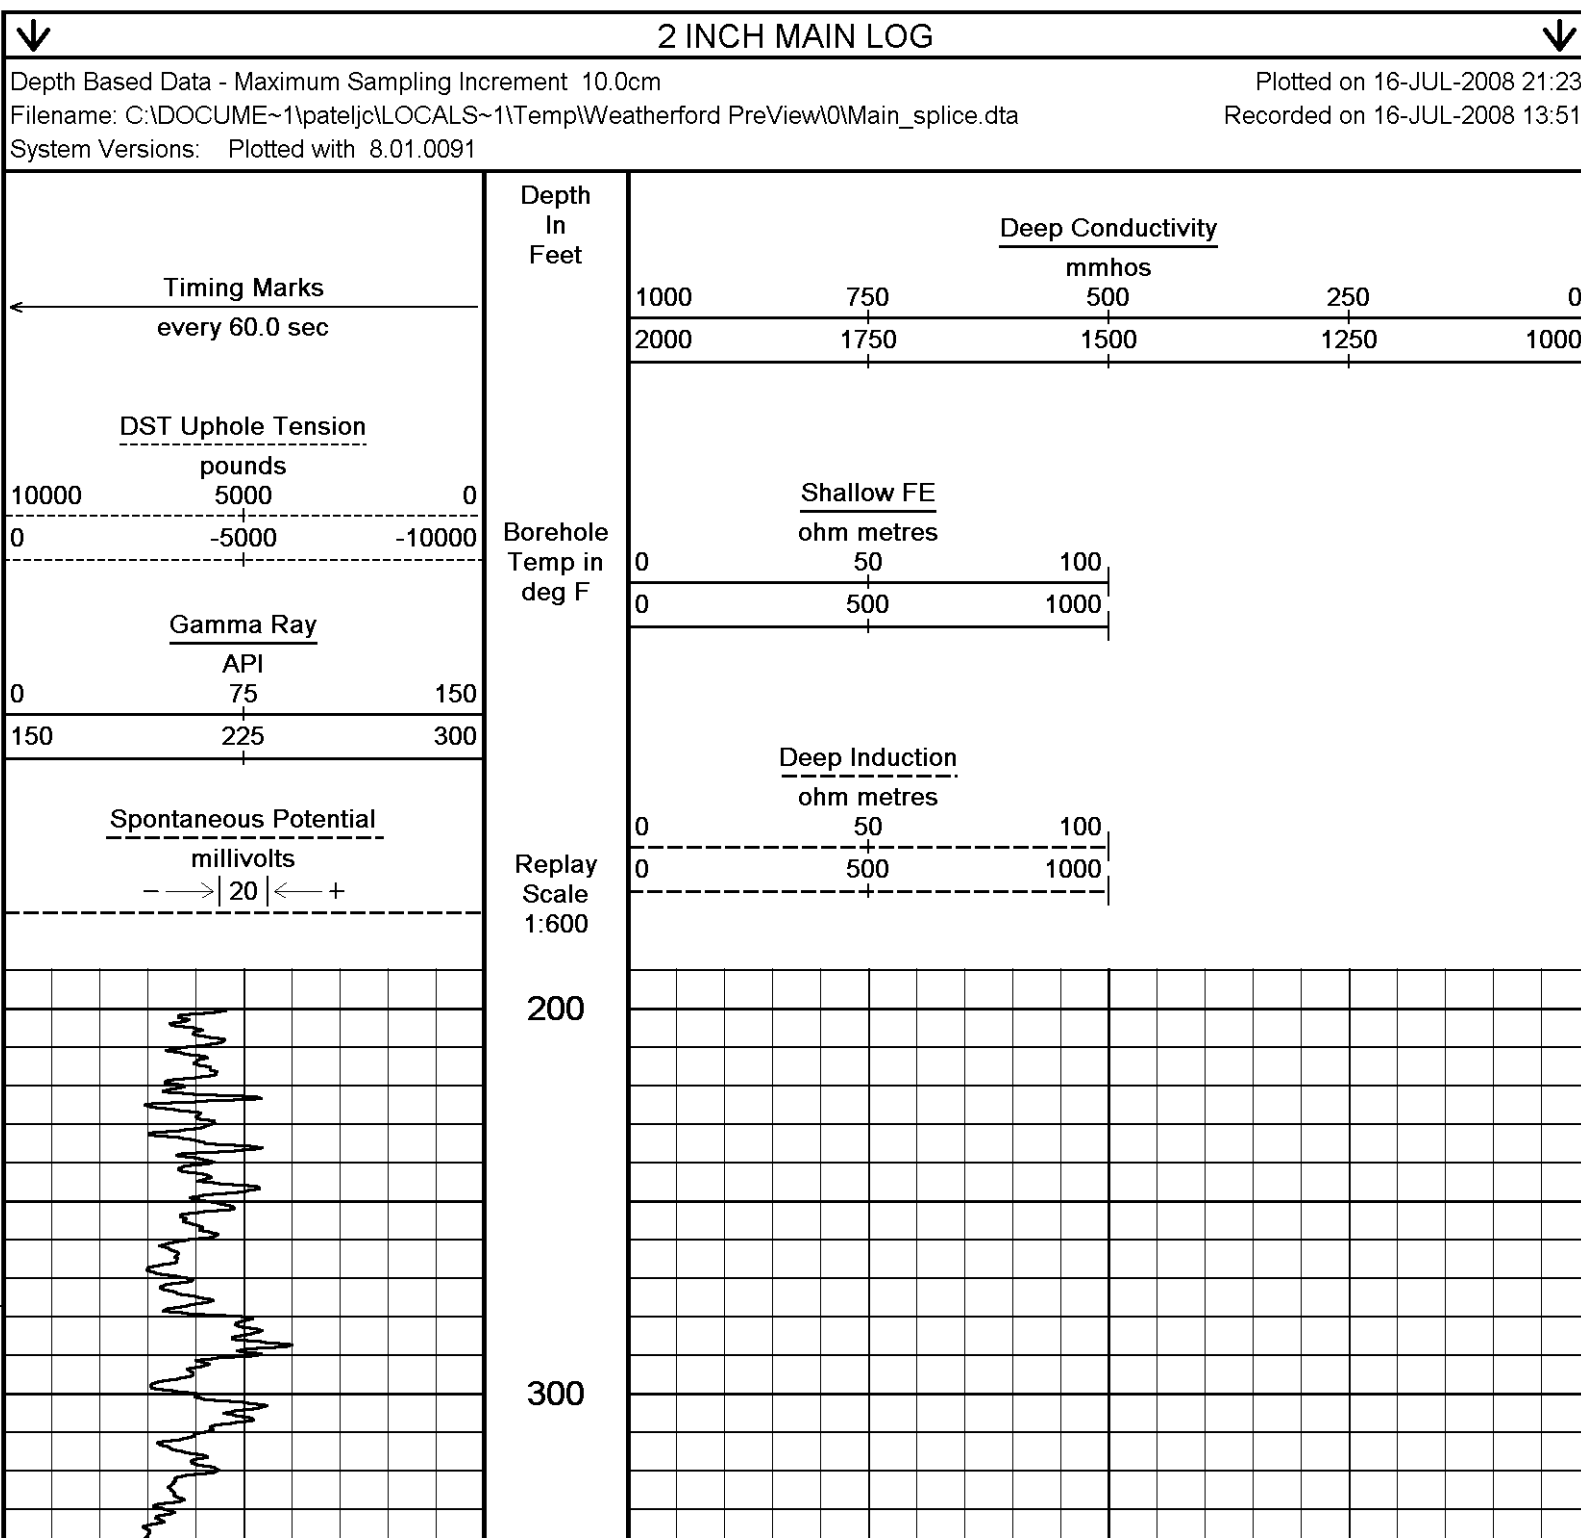 2 INCH MAIN LOG
Depth Based Data - Maximum Sampling Increment 10.0cm
Plotted on 16-JUL-2008 21:23
Filename: C:\DOCUME~1\pateljc\LOCALS~1\Temp\Weatherford PreView\0\Main_splice.dta
Recorded on 16-JUL-2008 13:51
System Versions: Plotted with 8.01.0091
Timing Marks
every 60.0 sec
DST Uphole Tension
pounds
10000 5000 0
0 -5000 -10000
Gamma Ray
API
0 75 150
150 225 300
Spontaneous Potential
millivolts
- 20 +
Depth
In
Feet
Borehole
Temp in
deg F
Replay
Scale
1:600
Deep Conductivity
mmhos
1000 750 500 250 0
2000 1750 1500 1250 1000
Shallow FE
ohm metres
0 50 100
0 500 1000
Deep Induction
ohm metres
0 50 100
0 500 1000
200
300